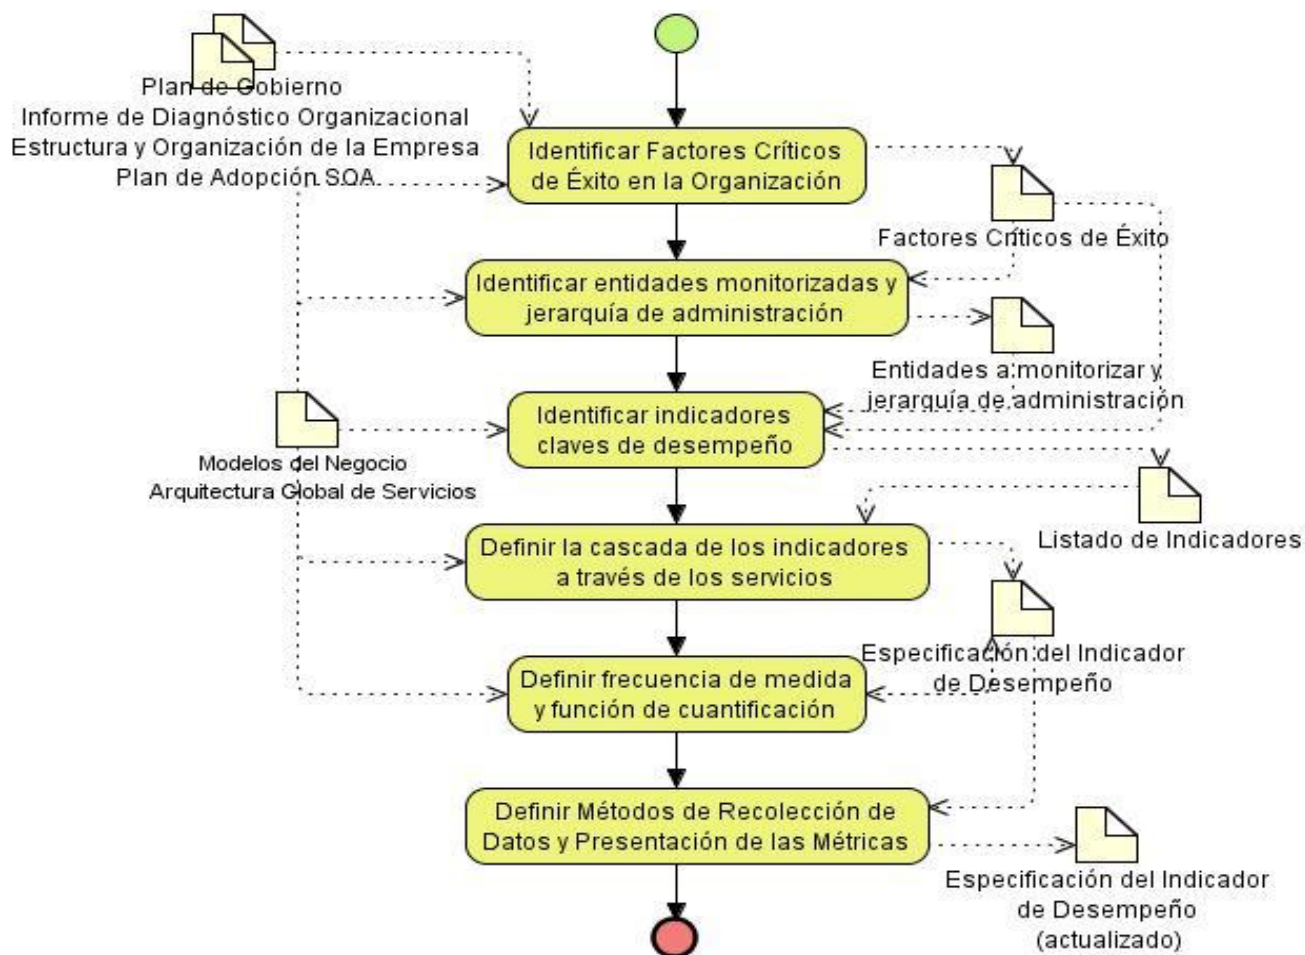 Plan de Gobierno
Informe de Diagnóstico Organizacional
Estructura y Organización de la Empresa
Plan de Adopción SOA
Identificar Factores Críticos
de Éxito en la Organización
Factores Críticos de Éxito
Identificar entidades monitorizadas y
jerarquía de administración
Entidades a monitorizar y
jerarquía de administración
Identificar indicadores
claves de desempeño
Modelos del Negocio
Arquitectura Global de Servicios
Listado de Indicadores
Definir la cascada de los indicadores
a través de los servicios
Especificación del Indicador
de Desempeño
Definir frecuencia de medida
y función de cuantificación
Definir Métodos de Recolección de
Datos y Presentación de las Métricas
Especificación del Indicador
de Desempeño
(actualizado)